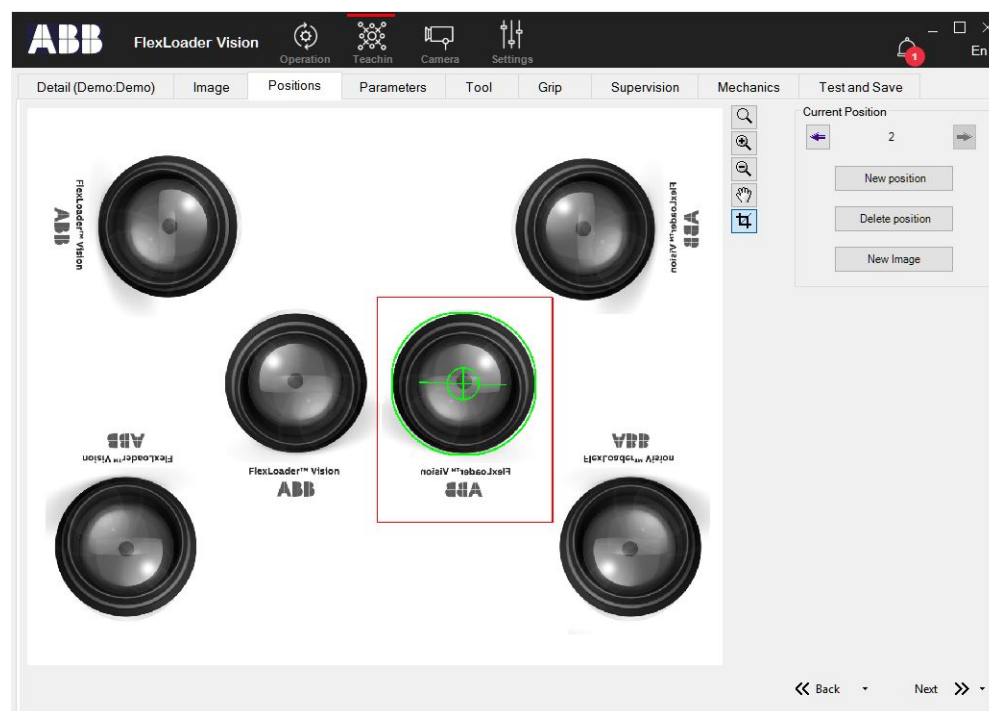 ABB
FlexLoader Vision
Operation
Teachin
Camera
Settings
1
En
Detail (Demo:Demo)
Image
Positions
Parameters
Tool
Grip
Supervision
Mechanics
Test and Save
Current Position
2
New position
Delete position
New Image
FlexLoader™ Vision
ABB
FlexLoader™ Vision
ABB
ABB
FlexLoader™ Vision
FlexLoader™ Vision
ABB
FlexLoader™ Vision
ABB
ABB
FlexLoader™ Vision
Back
Next